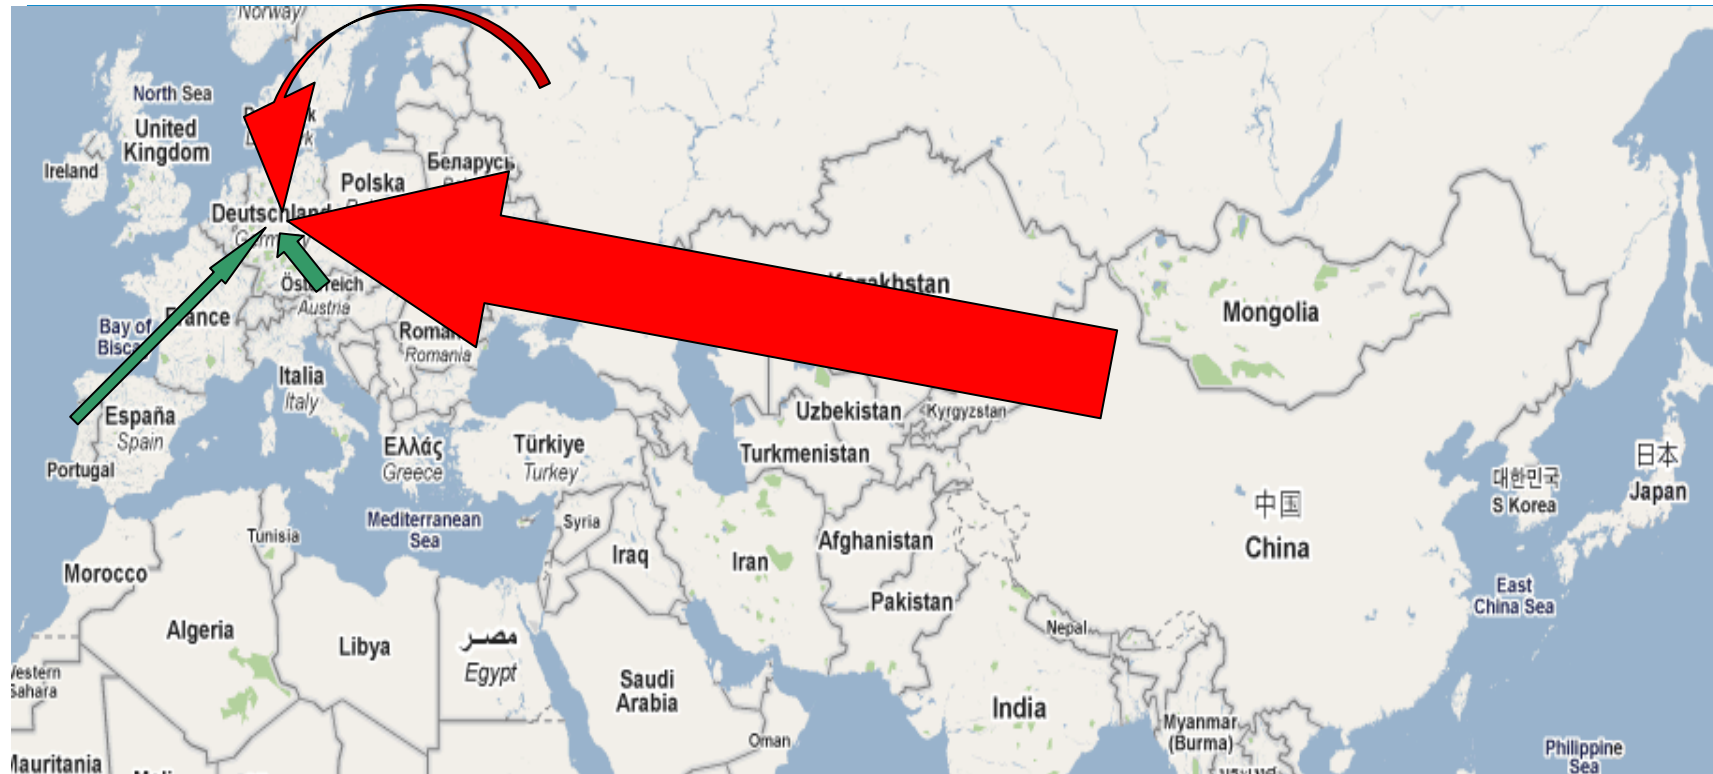 Norway
North Sea
United
Kingdom
Ireland
Беларусь
Polska
Deutschland
Germany
Österreich
Austria
France
Bay of
Romania
Kazakhstan
Mongolia
Italia
Italy
España
Spain
Portugal
Ελλάς
Greece
Türkiye
Turkey
Uzbekistan
Kyrgyzstan
Turkmenistan
日本
Japan
대한민국
S Korea
中国
China
Mediterranean
Sea
Tunisia
Syria
Iraq
Iran
Afghanistan
Morocco
Pakistan
East
China Sea
Algeria
Libya
مصر
Egypt
Nepal
Western
Sahara
Saudi
Arabia
India
Myanmar
(Burma)
Oman
Philippine
Sea
Mauritania